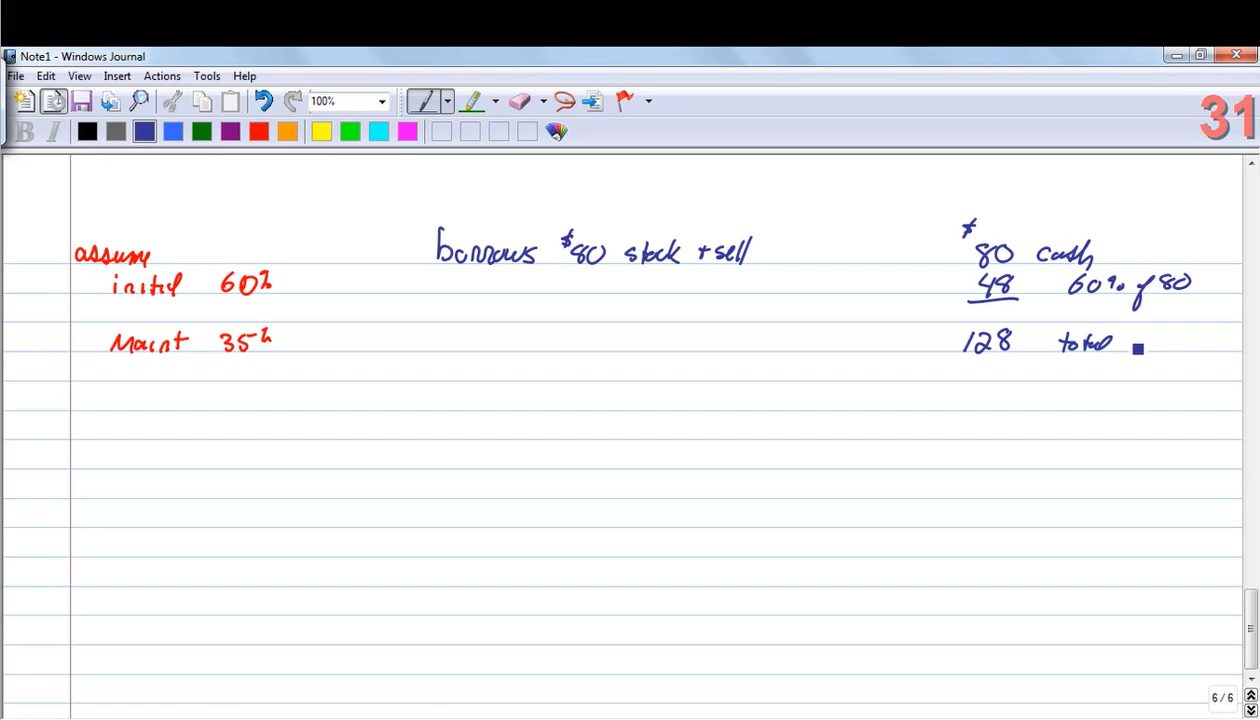 Note1 - Windows Journal
File Edit View Insert Actions Tools Help
100%
B I
31
assume
initial 60%
Maint 35%
borrows $80 stock + sell
$
80 cash
48 60% of 80
128 total
6 / 6